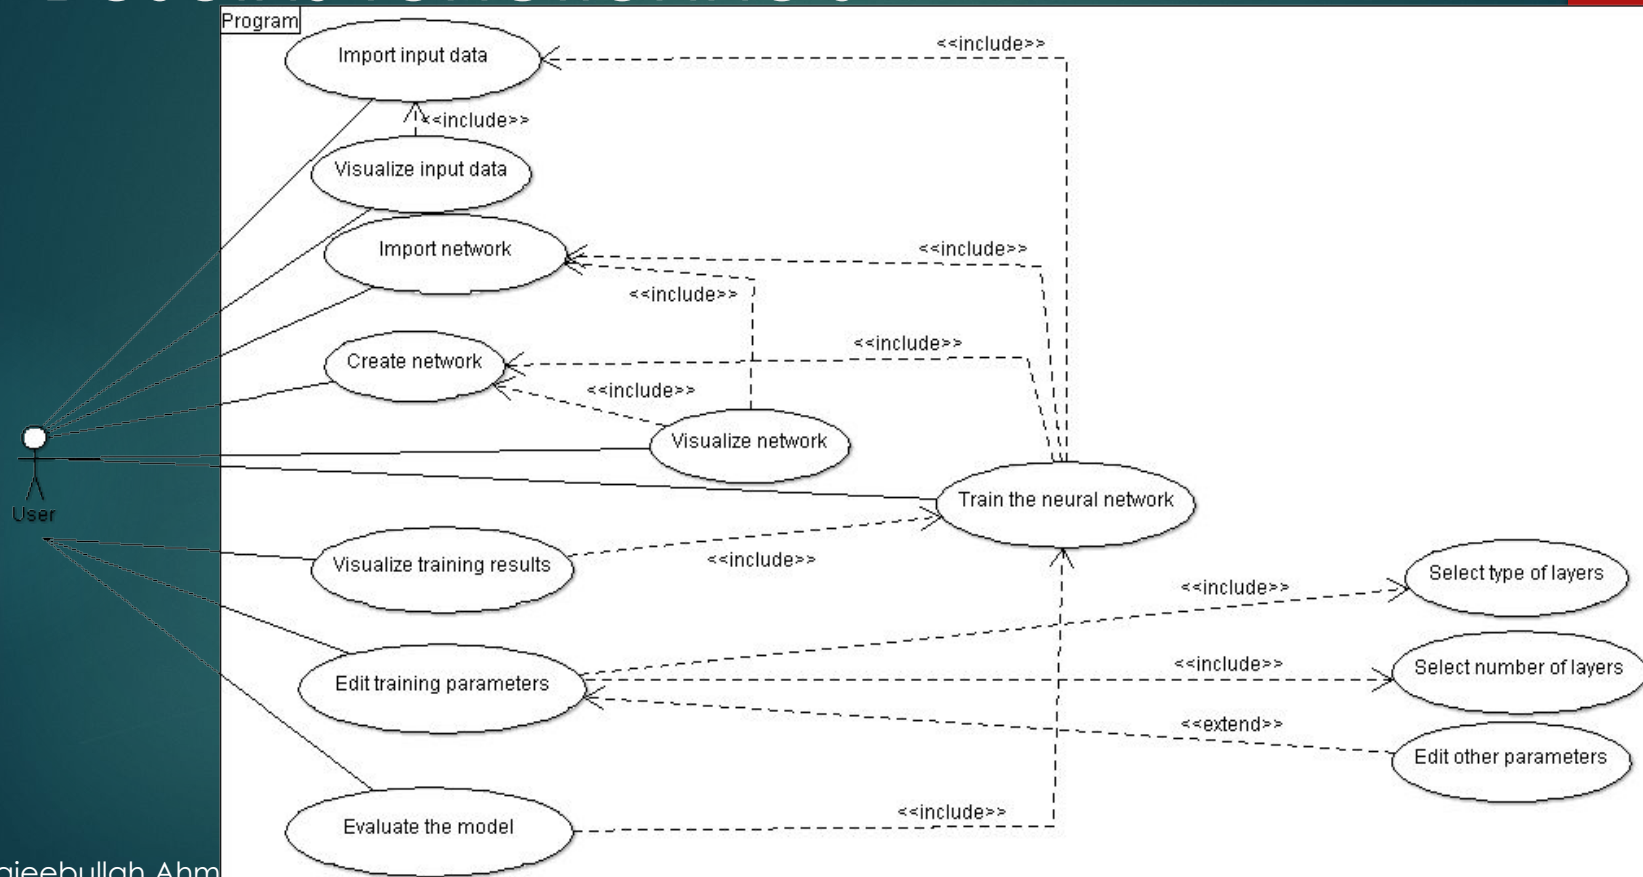 Program
Import input data
<<include>>
<<include>>
Visualize input data
Import network
<<include>>
<<include>>
Create network
<<include>>
<<include>>
Visualize network
Train the neural network
User
Visualize training results
<<include>>
Select type of layers
<<include>>
Edit training parameters
<<include>>
Select number of layers
<<extend>>
Edit other parameters
Evaluate the model
<<include>>